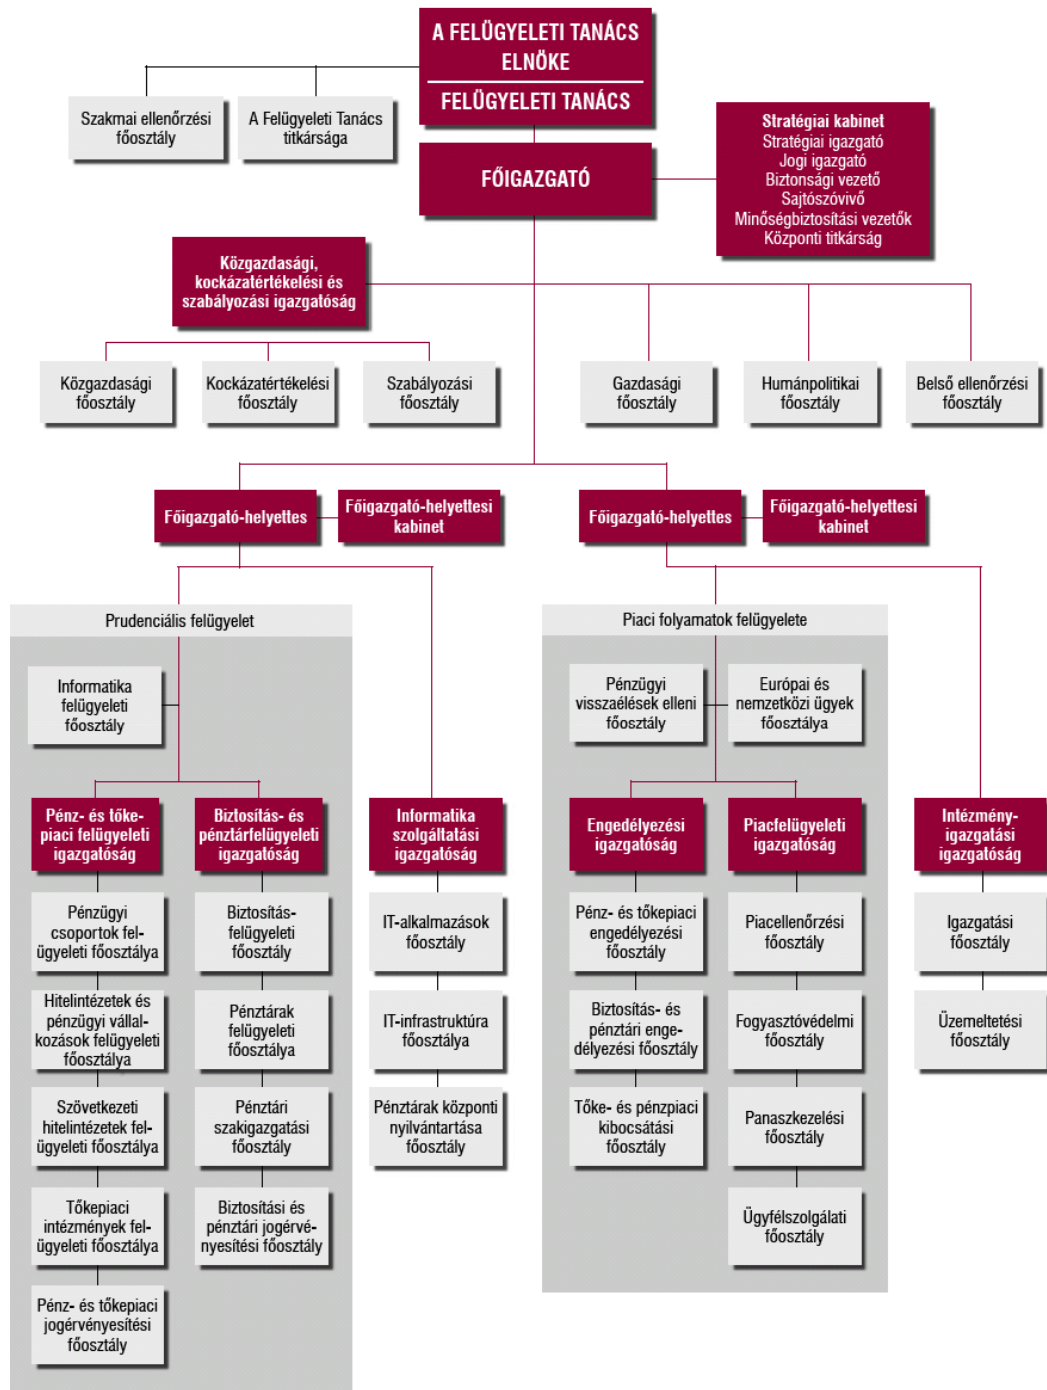 A FELÜGYELETI TANÁCS
ELNÖKE
FELÜGYELETI TANÁCS
Szakmai ellenőrzési
főosztály
A Felügyeleti Tanács
titkársága
Stratégiai kabinet
Stratégiai igazgató
Jogi igazgató
Biztonsági vezető
Sajtószóvivő
Minőségbiztosítási vezetők
Központi titkárság
FŐIGAZGATÓ
Közgazdasági,
kockázatértékelési és
szabályozási igazgatóság
Közgazdasági
főosztály
Kockázatértékelési
főosztály
Szabályozási
főosztály
Gazdasági
főosztály
Humánpolitikai
főosztály
Belső ellenőrzési
főosztály
Főigazgató-helyettes
Főigazgató-helyettesi
kabinet
Főigazgató-helyettes
Főigazgató-helyettesi
kabinet
Prudenciális felügyelet
Informatika
felügyeleti
főosztály
Pénz- és tőke-
piaci felügyeleti
igazgatóság
Biztosítás- és
pénztárfelügyeleti
igazgatóság
Informatika
szolgáltatási
igazgatóság
Pénzügyi
csoportok fel-
ügyeleti főosztálya
Hitelintézetek és
pénzügyi vállal-
kozások felügyeleti
főosztálya
Szövetkezeti
hitelintézetek fel-
ügyeleti főosztálya
Tőkepiaci
intézmények fel-
ügyeleti főosztálya
Pénz- és tőkepiaci
jogérvényesítési
főosztály
Biztosítás-
felügyeleti
főosztály
Pénztárak
felügyeleti
főosztálya
Pénztári
szakigazgatási
főosztály
Biztosítási és
pénztári jogérvé-
nyesítési főosztály
IT-alkalmazások
főosztály
IT-infrastruktúra
főosztálya
Pénztárak központi
nyilvántartása
főosztály
Piaci folyamatok felügyelete
Pénzügyi
visszaélések elleni
főosztály
Európai és
nemzetközi ügyek
főosztálya
Engedélyezési
igazgatóság
Piacfelügyeleti
igazgatóság
Intézmény-
igazgatási
igazgatóság
Pénz- és tőkepiaci
engedélyezési
főosztály
Biztosítás- és
pénztári enge-
délyezési főosztály
Tőke- és pénzpiaci
kibocsátási
főosztály
Piacellenőrzési
főosztály
Fogyasztóvédelmi
főosztály
Panaszkezelési
főosztály
Ügyfélszolgálati
főosztály
Igazgatási
főosztály
Üzemeltetési
főosztály